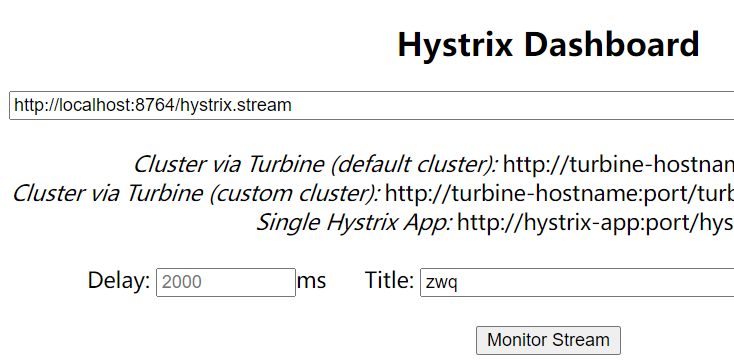 Hystrix Dashboard
http://localhost:8764/hystrix.stream
Cluster via Turbine (default cluster): http://turbine-hostnam
Cluster via Turbine (custom cluster): http://turbine-hostname:port/turb
Single Hystrix App: http://hystrix-app:port/hys
Delay: 2000 ms Title: zwq
Monitor Stream